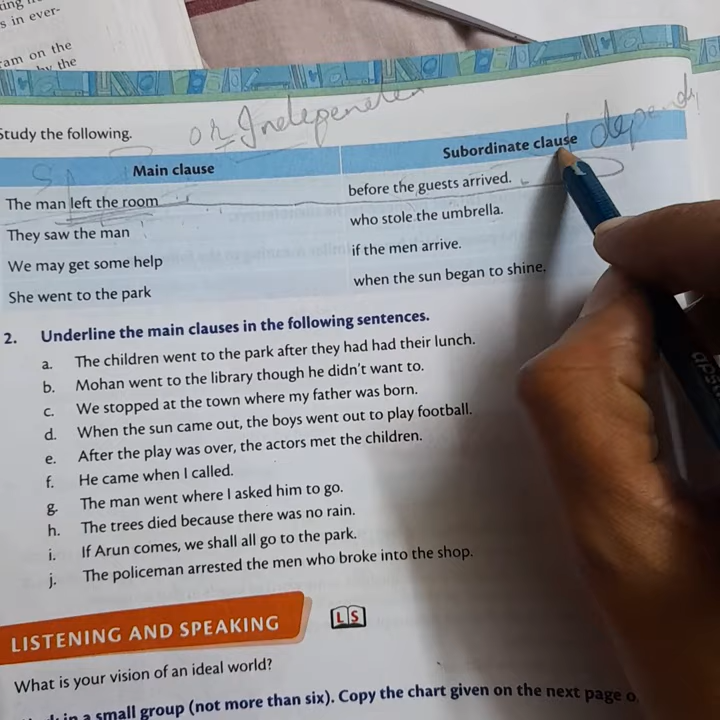 s in ever-
am on the
by the
Study the following.
or Independen
depend
Main clause
Subordinate clause
The man left the room
before the guests arrived.
They saw the man
who stole the umbrella.
We may get some help
if the men arrive.
She went to the park
when the sun began to shine.
2. Underline the main clauses in the following sentences.
a. The children went to the park after they had had their lunch.
b. Mohan went to the library though he didn't want to.
c. We stopped at the town where my father was born.
d. When the sun came out, the boys went out to play football.
e. After the play was over, the actors met the children.
f. He came when I called.
g. The man went where I asked him to go.
h. The trees died because there was no rain.
i. If Arun comes, we shall all go to the park.
j. The policeman arrested the men who broke into the shop.
LISTENING AND SPEAKING
L S
What is your vision of an ideal world?
in a small group (not more than six). Copy the chart given on the next page o
apsa